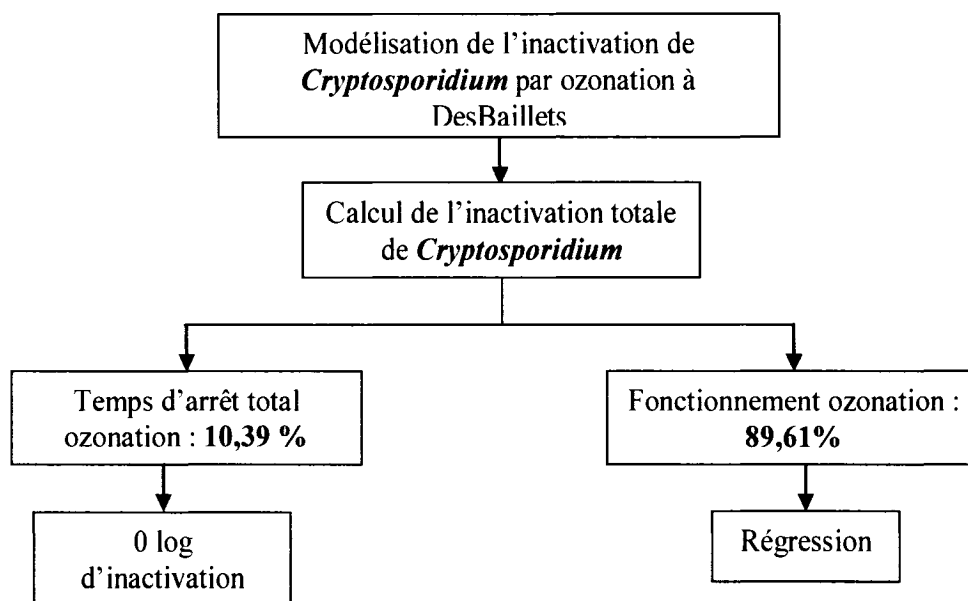 Modélisation de l'inactivation de
Cryptosporidium par ozonation à
DesBaillets
Calcul de l'inactivation totale
de Cryptosporidium
Temps d'arrêt total
ozonation : 10,39 %
Fonctionnement ozonation :
89,61%
0 log
d'inactivation
Régression